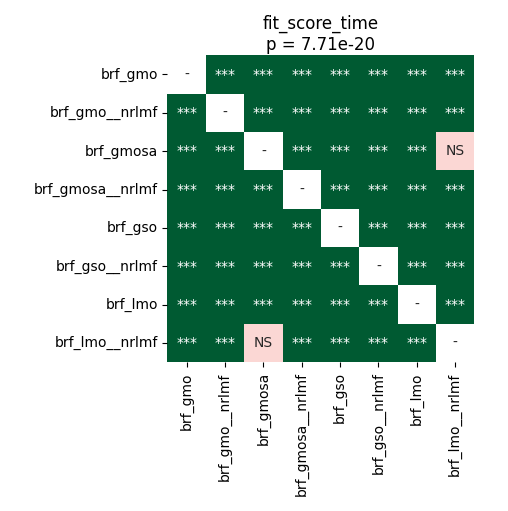 fit_score_time
p = 7.71e-20
brf_gmo - *** *** *** *** *** *** ***
brf_gmo__nrlmf *** - *** *** *** *** *** ***
brf_gmosa *** *** - *** *** *** *** NS
brf_gmosa__nrlmf *** *** *** - *** *** *** ***
brf_gso *** *** *** *** - *** *** ***
brf_gso__nrlmf *** *** *** *** *** - *** ***
brf_lmo *** *** *** *** *** *** - ***
brf_lmo__nrlmf *** *** NS *** *** *** *** -
brf_gmo
brf_gmo__nrlmf
brf_gmosa
brf_gmosa__nrlmf
brf_gso
brf_gso__nrlmf
brf_lmo
brf_lmo__nrlmf